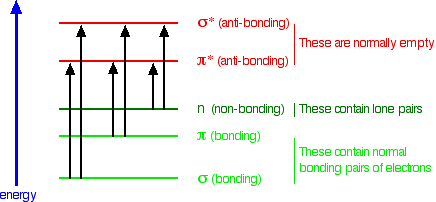 σ* (anti-bonding)
These are normally empty
π* (anti-bonding)
n (non-bonding)
These contain lone pairs
π (bonding)
These contain normal
bonding pairs of electrons
σ (bonding)
energy